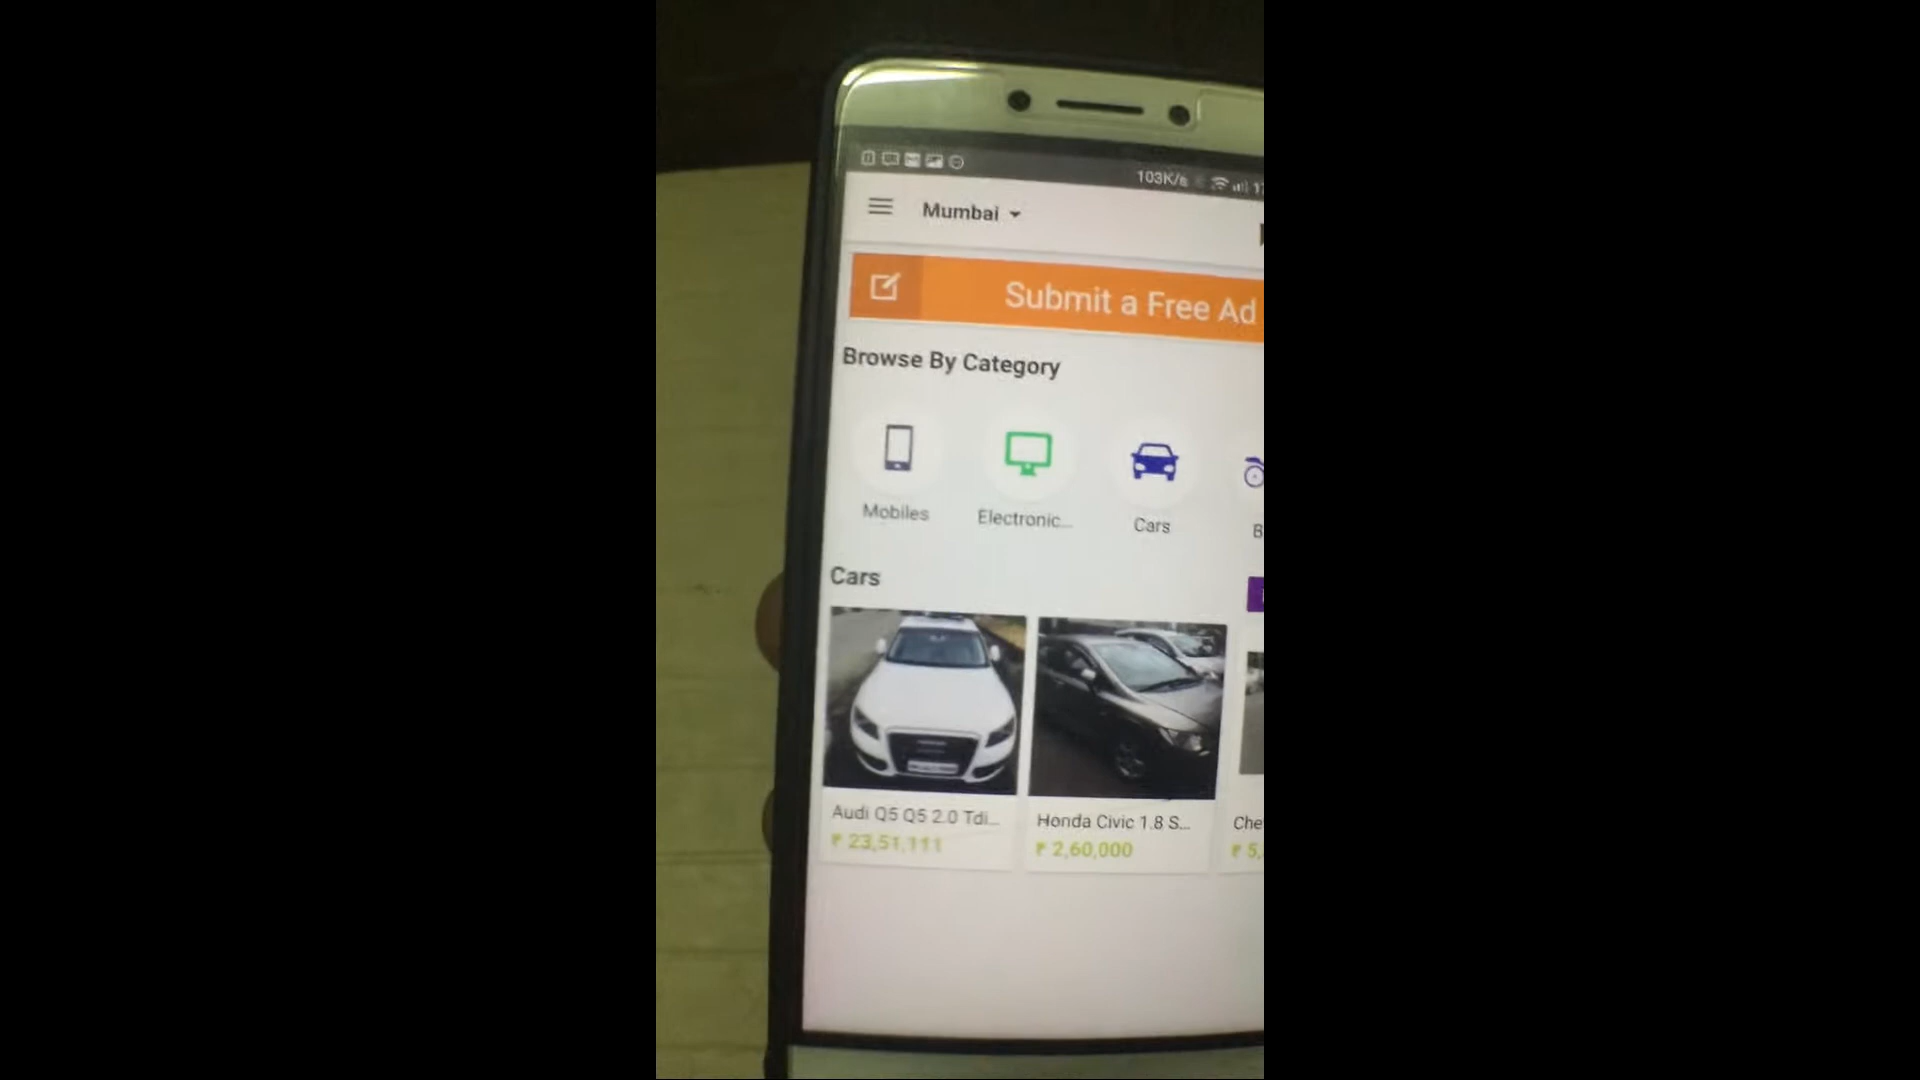 103K/s
Mumbai
Submit a Free Ad
Browse By Category
Mobiles
Electronic...
Cars
B
Cars
Audi Q5 Q5 2.0 Tdi...
₹ 23,51,111
Honda Civic 1.8 S...
₹ 2,60,000
Che
₹ 5,